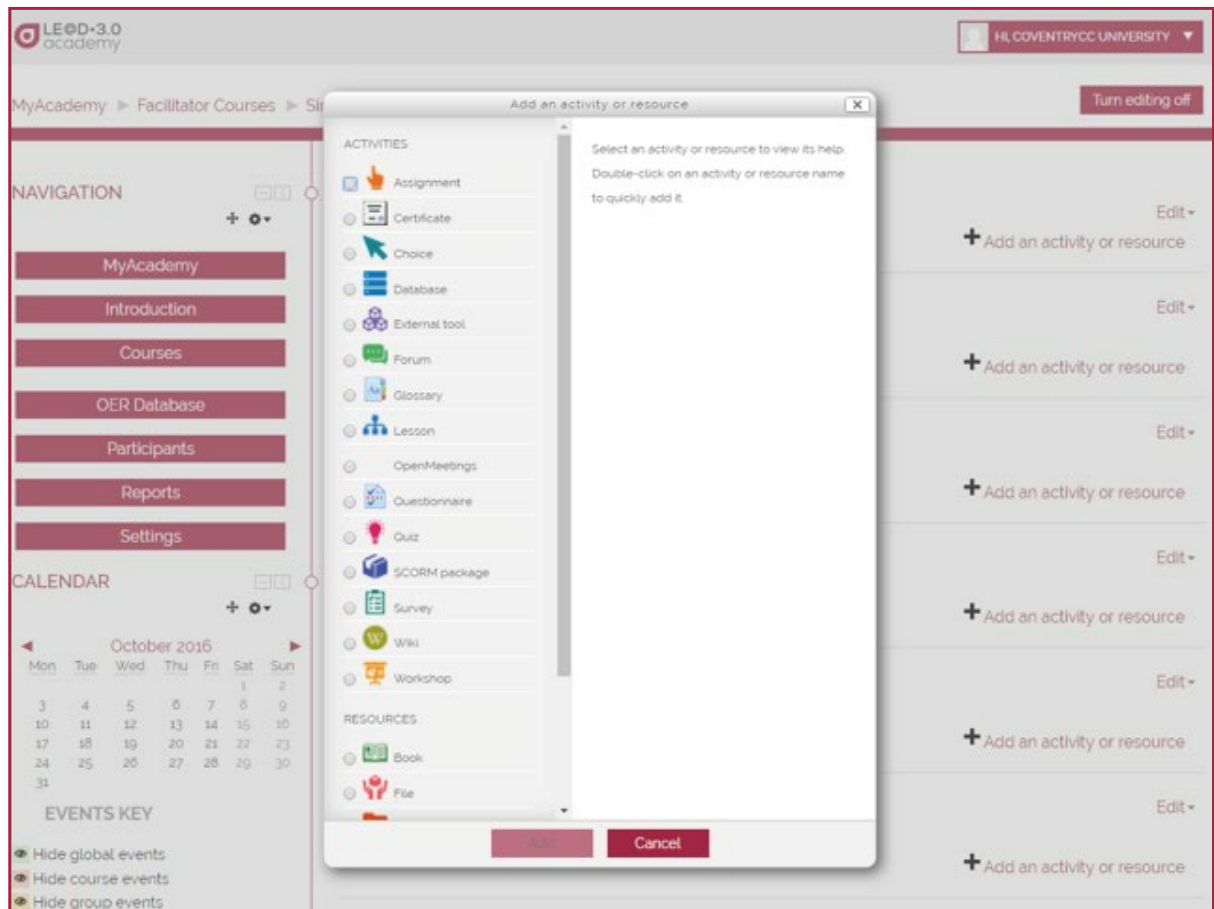 LE@D•3.0
academy
HI, COVENTRYCC UNIVERSITY
MyAcademy ► Facilitator Courses ►
Turn editing off
Add an activity or resource
ACTIVITIES
Assignment
Certificate
Choice
Database
External tool
Forum
Glossary
Lesson
OpenMeetings
Questionnaire
Quiz
SCORM package
Survey
Wiki
Workshop
RESOURCES
Book
File
Select an activity or resource to view its help.
Double-click on an activity or resource name
to quickly add it.
Add
Cancel
NAVIGATION
MyAcademy
Introduction
Courses
OER Database
Participants
Reports
Settings
CALENDAR
October 2016
Mon Tue Wed Thu Fri Sat Sun
1 2
3 4 5 6 7 8 9
10 11 12 13 14 15 16
17 18 19 20 21 22 23
24 25 26 27 28 29 30
31
EVENTS KEY
Hide global events
Hide course events
Hide group events
Edit
Add an activity or resource
Edit
Add an activity or resource
Edit
Add an activity or resource
Edit
Add an activity or resource
Edit
Add an activity or resource
Edit
Add an activity or resource